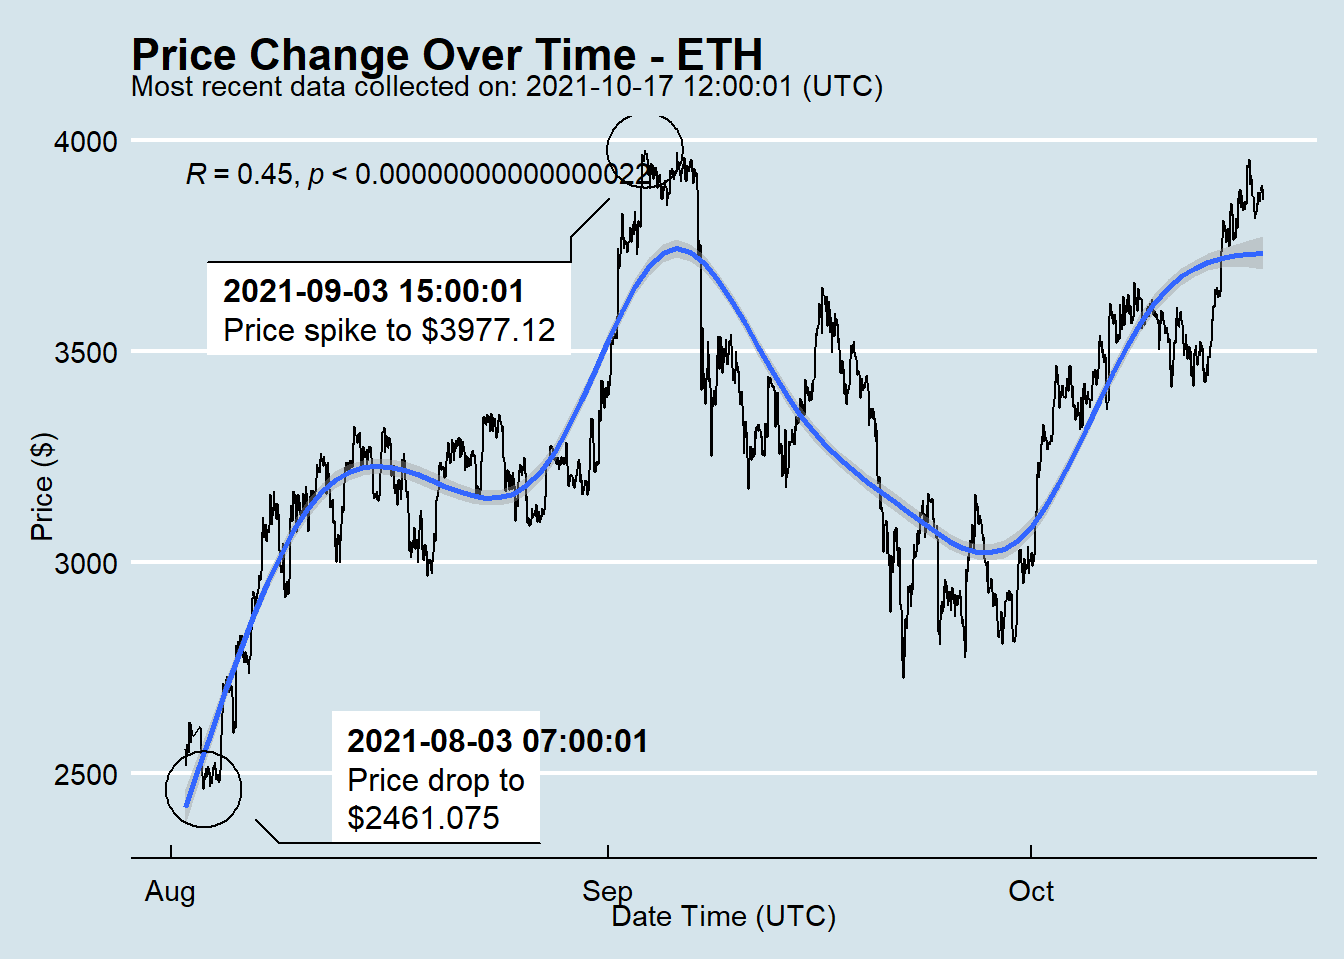 Price Change Over Time - ETH
Most recent data collected on: 2021-10-17 12:00:01 (UTC)
4000
R = 0.45, p < 0.00000000000000022
2021-09-03 15:00:01
Price spike to $3977.12
3500
Price ($)
3000
2021-08-03 07:00:01
2500
Price drop to
$2461.075
Aug
Sep
Oct
Date Time (UTC)